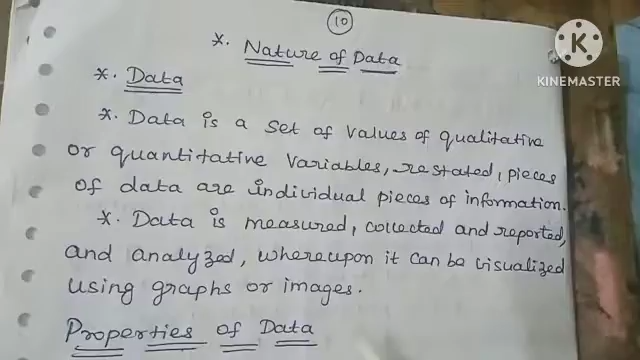 10
*. Nature of Data
K
KINEMASTER
*. Data
*. Data is a set of values of qualitative
or quantitative variables, restated, pieces
of data are individual pieces of information.
*. Data is measured, collected and reported,
and analyzed, whereupon it can be visualized
using graphs or images.
Properties of Data